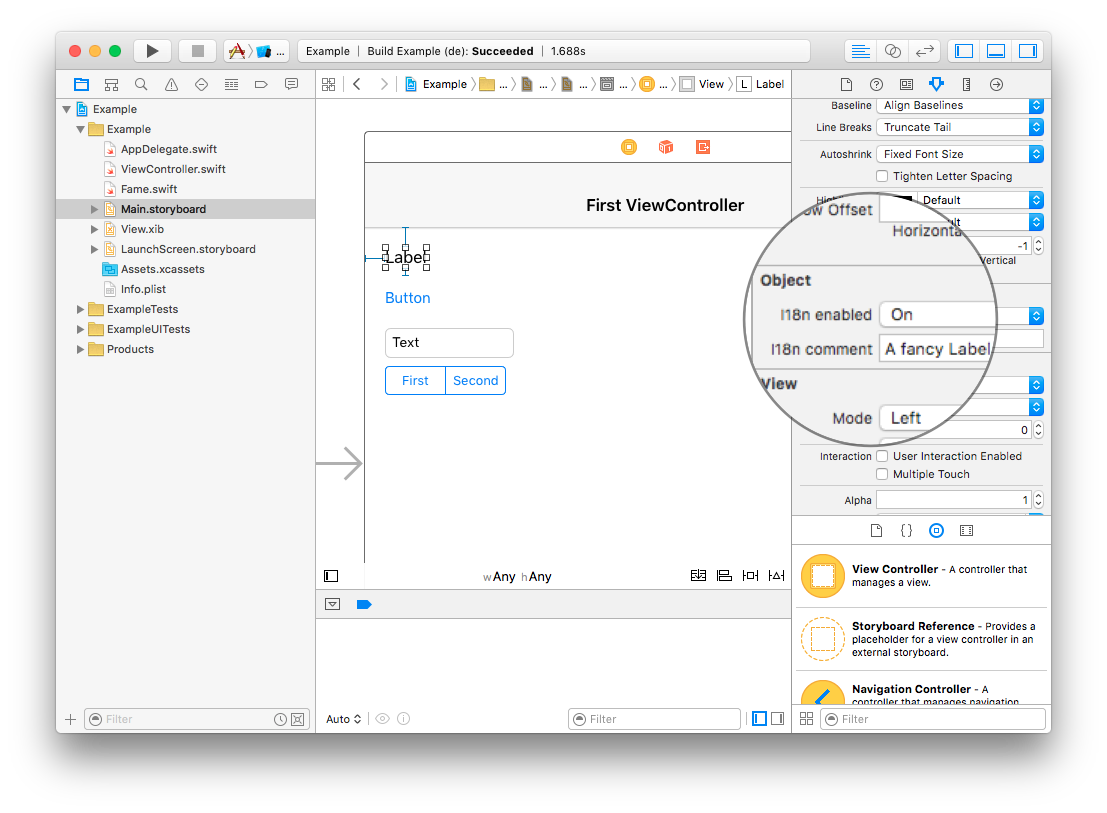 Example | Build Example (de): Succeeded | 1.688s
Example ... ... ... ... ... View L Label
Example
Example
AppDelegate.swift
ViewController.swift
Fame.swift
Main.storyboard
View.xib
LaunchScreen.storyboard
Assets.xcassets
Info.plist
ExampleTests
ExampleUITests
Products
Filter
First ViewController
Label
Button
Text
First Second
wAny hAny
Auto
Filter
Baseline Align Baselines
Line Breaks Truncate Tail
Autoshrink Fixed Font Size
Tighten Letter Spacing
Default
Offset
-1
Vertical
Object
I18n enabled On
I18n comment A fancy Label
View
Mode Left
0
Interaction User Interaction Enabled
Multiple Touch
Alpha 1
{}
View Controller - A controller that
manages a view.
Storyboard Reference - Provides a
placeholder for a view controller in an
external storyboard.
Navigation Controller - A
controller that manages navigation
Filter